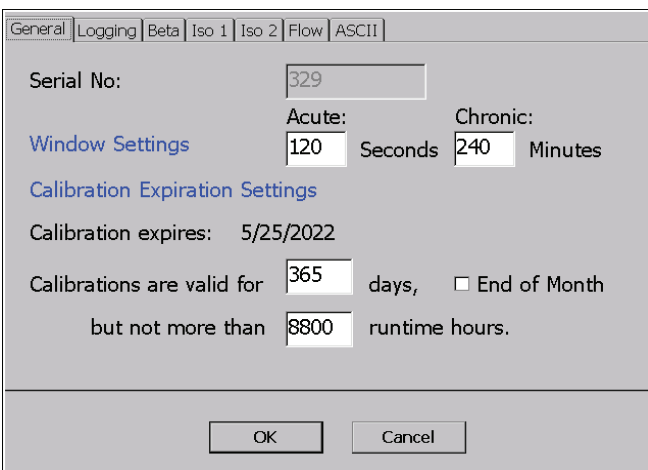 General Logging Beta Iso 1 Iso 2 Flow ASCII
Serial No: 329
Acute: Chronic:
Window Settings 120 Seconds 240 Minutes
Calibration Expiration Settings
Calibration expires: 5/25/2022
Calibrations are valid for 365 days, End of Month
but not more than 8800 runtime hours.
OK Cancel